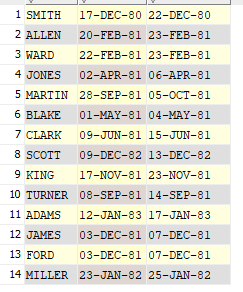 1 SMITH 17-DEC-80 22-DEC-80
2 ALLEN 20-FEB-81 23-FEB-81
3 WARD 22-FEB-81 23-FEB-81
4 JONES 02-APR-81 06-APR-81
5 MARTIN 28-SEP-81 05-OCT-81
6 BLAKE 01-MAY-81 04-MAY-81
7 CLARK 09-JUN-81 15-JUN-81
8 SCOTT 09-DEC-82 13-DEC-82
9 KING 17-NOV-81 23-NOV-81
10 TURNER 08-SEP-81 14-SEP-81
11 ADAMS 12-JAN-83 17-JAN-83
12 JAMES 03-DEC-81 07-DEC-81
13 FORD 03-DEC-81 07-DEC-81
14 MILLER 23-JAN-82 25-JAN-82